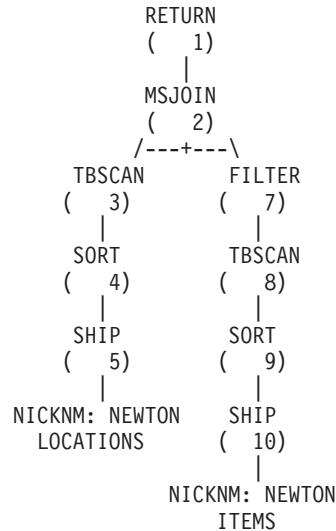 RETURN
( 1)
|
MSJOIN
( 2)
/---+---\
TBSCAN FILTER
( 3) ( 7)
| |
SORT TBSCAN
( 4) ( 8)
| |
SHIP SORT
( 5) ( 9)
| |
NICKNM: NEWTON SHIP
LOCATIONS ( 10)
|
NICKNM: NEWTON
ITEMS